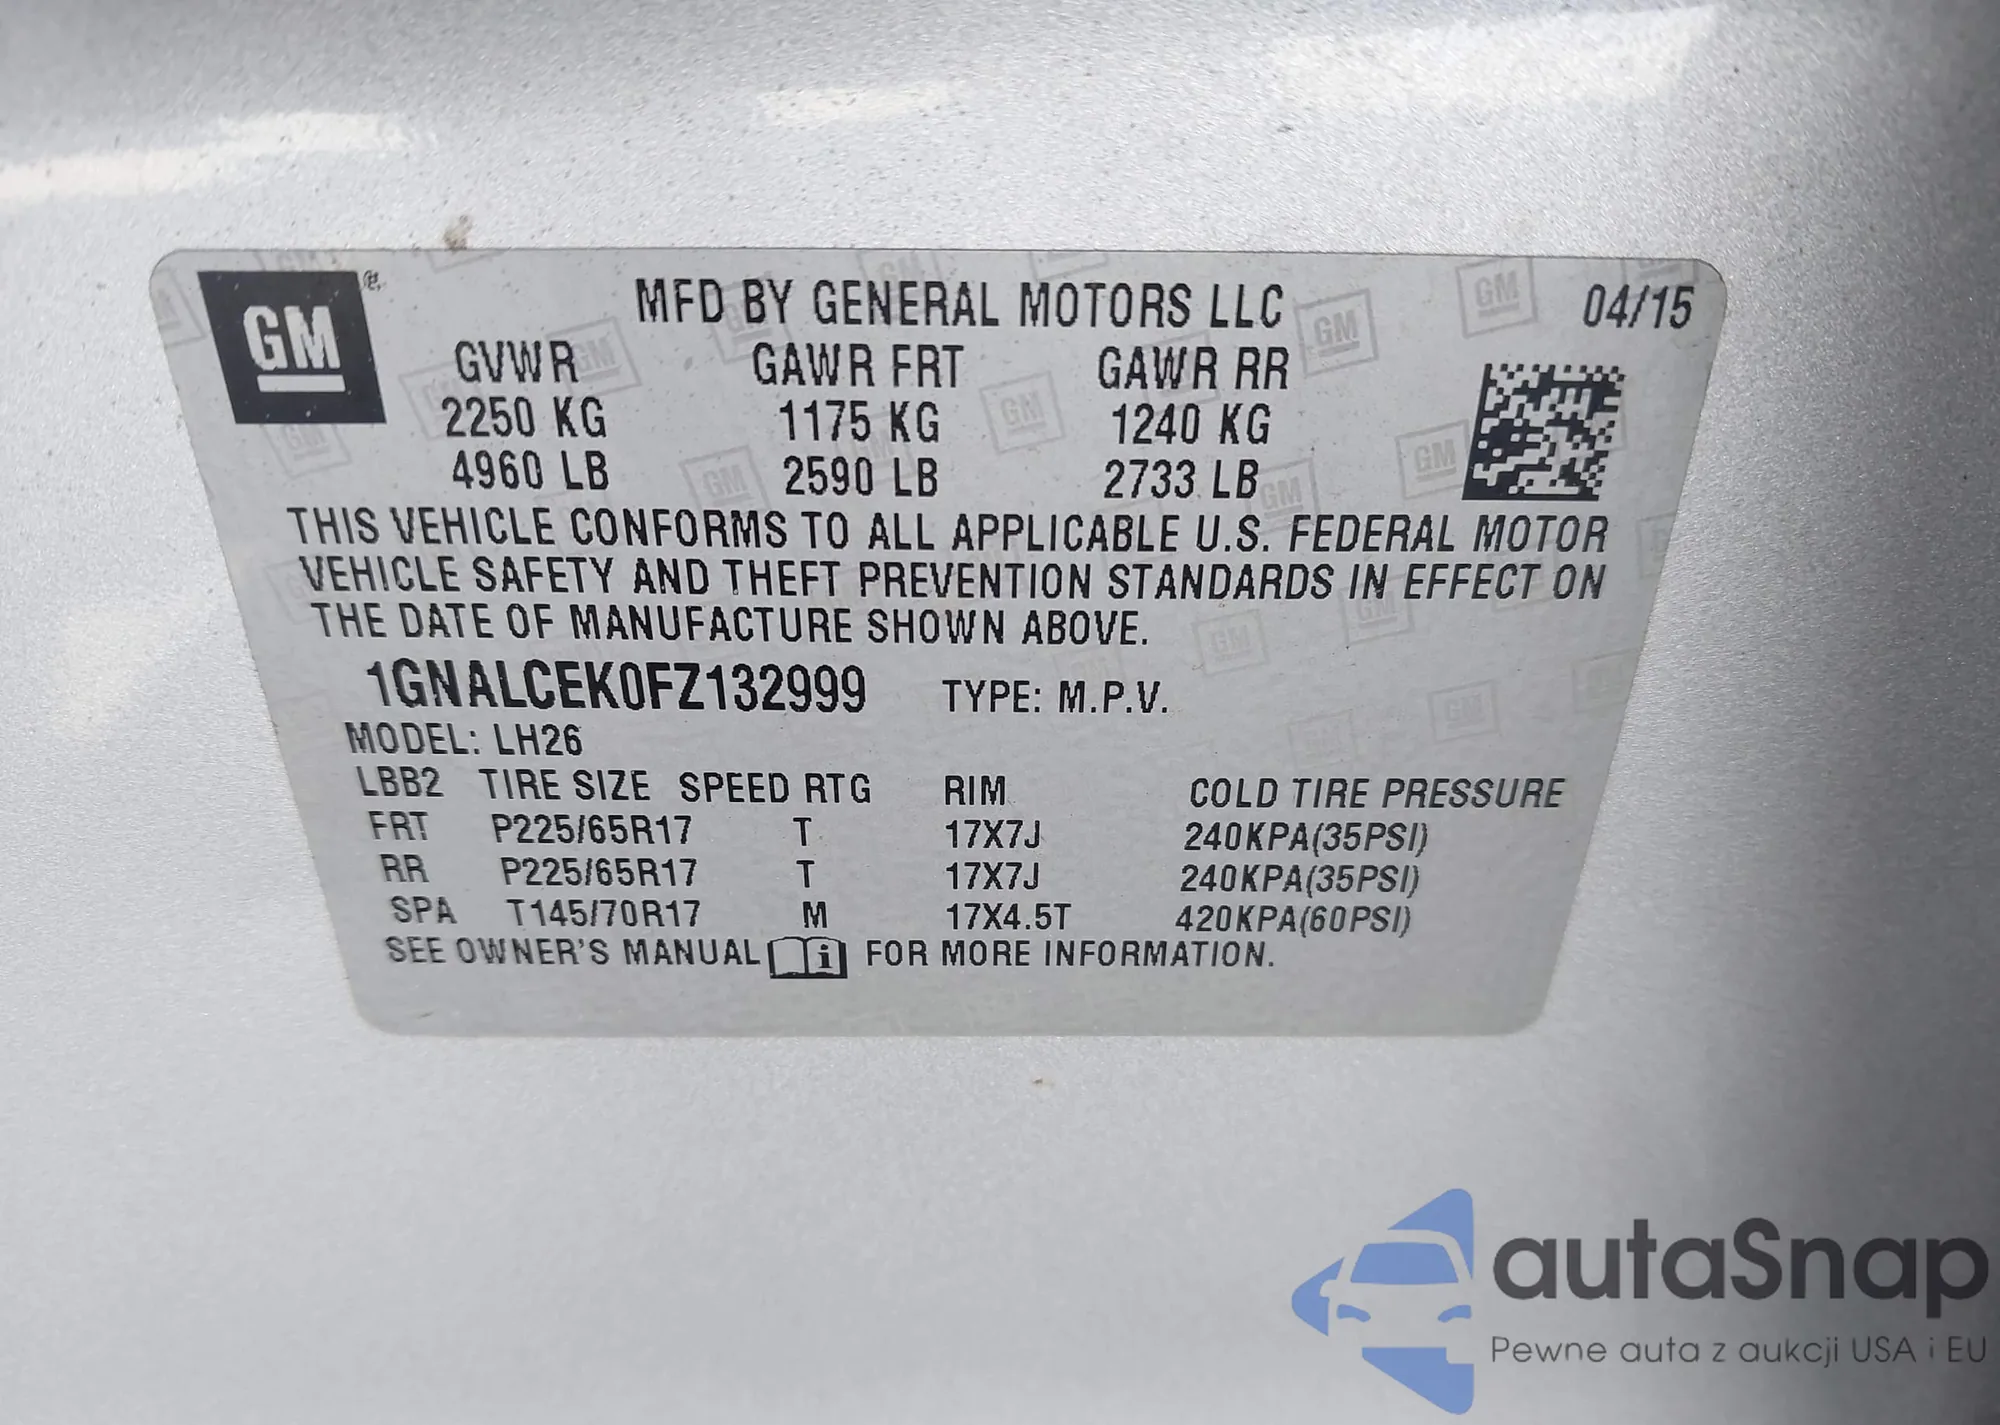 GM
MFD BY GENERAL MOTORS LLC 04/15
GVWR GAWR FRT GAWR RR
2250 KG 1175 KG 1240 KG
4960 LB 2590 LB 2733 LB
THIS VEHICLE CONFORMS TO ALL APPLICABLE U.S. FEDERAL MOTOR
VEHICLE SAFETY AND THEFT PREVENTION STANDARDS IN EFFECT ON
THE DATE OF MANUFACTURE SHOWN ABOVE.
1GNALCEK0FZ132999 TYPE: M.P.V.
MODEL: LH26
LBB2 TIRE SIZE SPEED RTG RIM COLD TIRE PRESSURE
FRT P225/65R17 T 17X7J 240KPA(35PSI)
RR P225/65R17 T 17X7J 240KPA(35PSI)
SPA T145/70R17 M 17X4.5T 420KPA(60PSI)
SEE OWNER'S MANUAL i FOR MORE INFORMATION.
autaSnap
Pewne auta z aukcji USA i EU